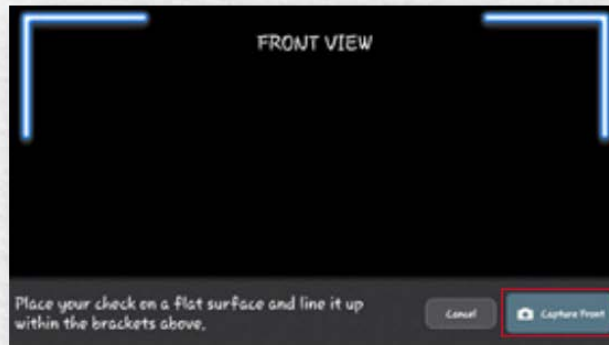 FRONT VIEW
Place your check on a flat surface and line it up
within the brackets above.
Cancel
Capture Front